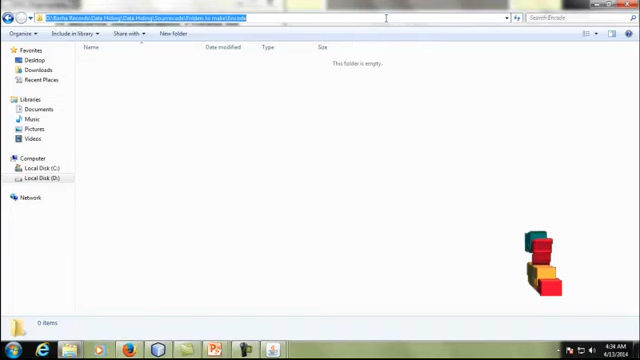 D:\Basha Records\Data Hiding\Data Hiding\Sourcecode\Folders to make\Encode
Search Encode
Organize
Include in library
Share with
New folder
Name
Date modified
Type
Size
This folder is empty.
Favorites
Desktop
Downloads
Recent Places
Libraries
Documents
Music
Pictures
Videos
Computer
Local Disk (C:)
Local Disk (D:)
Network
0 items
4:34 AM
4/13/2014